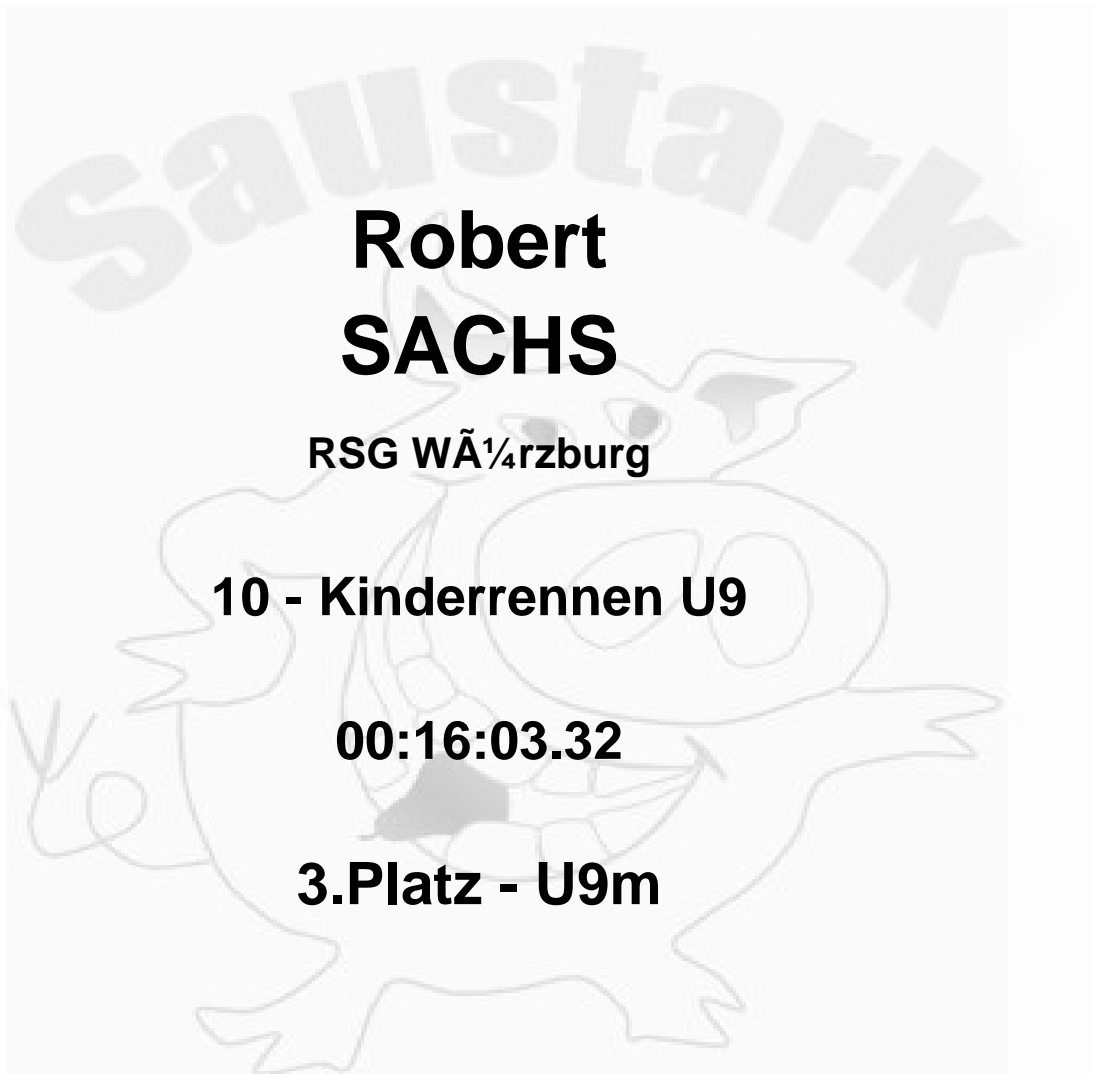 Saustark
Robert
SACHS
RSG WÃ¼rzburg
10 - Kinderrennen U9
00:16:03.32
3.Platz - U9m